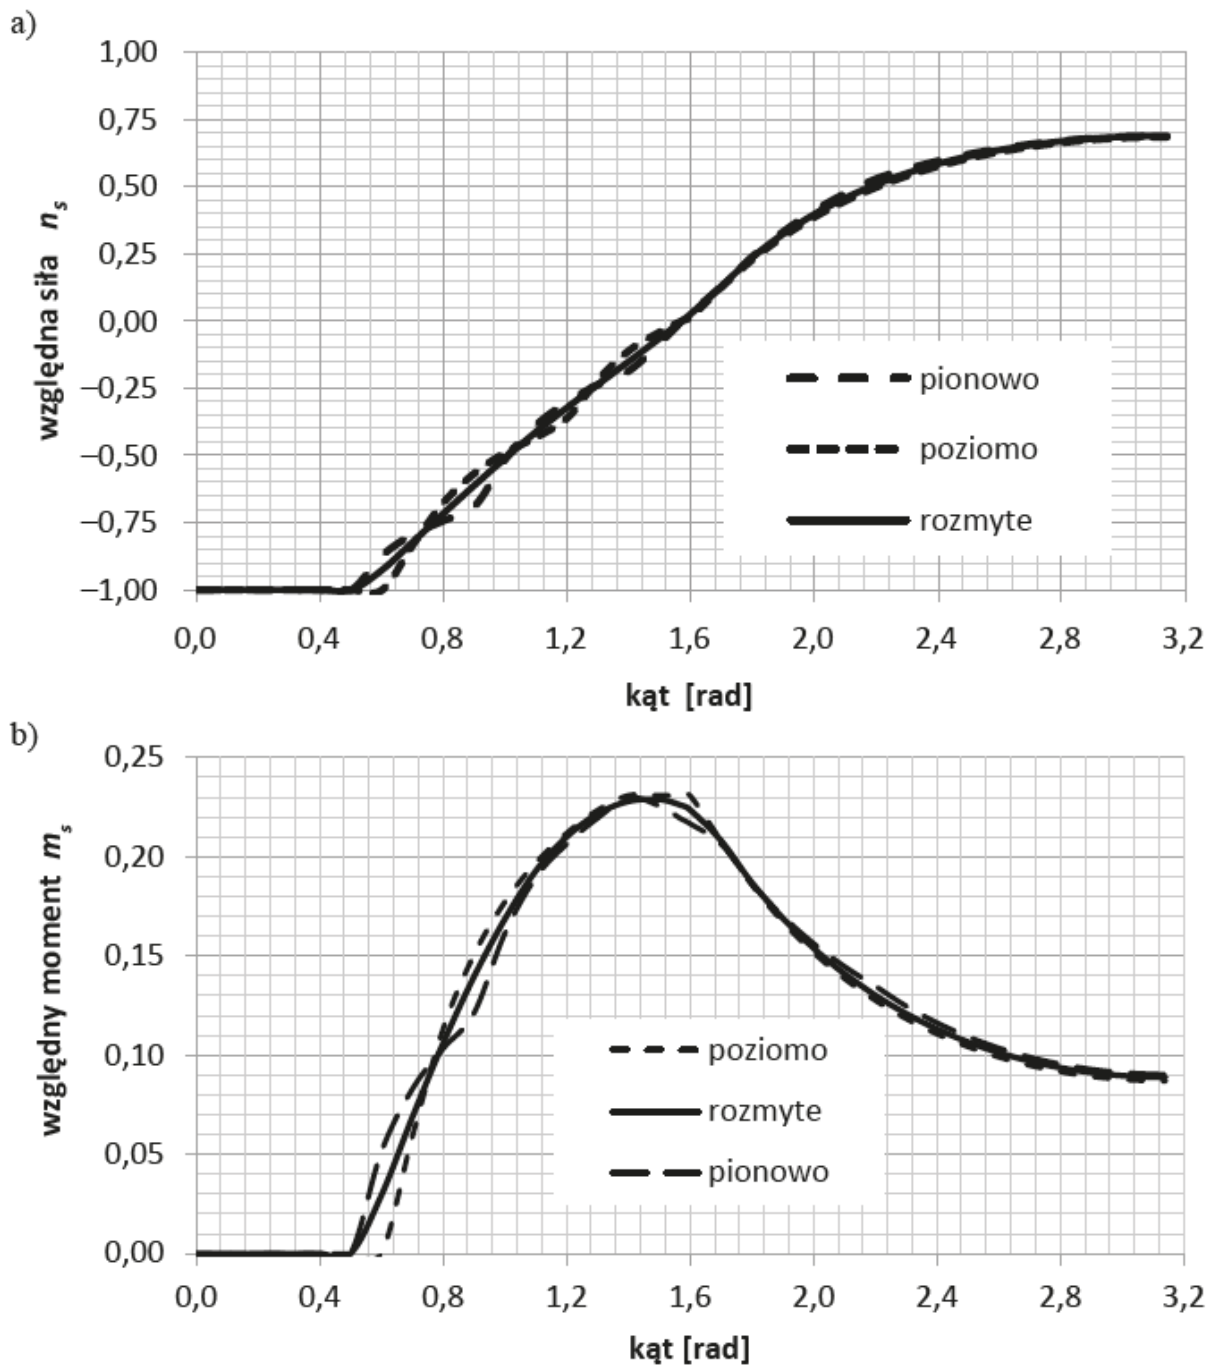 a)
1,00
0,75
0,50
0,25
0,00
–0,25
–0,50
–0,75
–1,00
względna siła n_s
pionowo
poziomo
rozmyte
0,0 0,4 0,8 1,2 1,6 2,0 2,4 2,8 3,2
kąt [rad]
b)
0,25
0,20
0,15
0,10
0,05
0,00
względny moment m_s
poziomo
rozmyte
pionowo
0,0 0,4 0,8 1,2 1,6 2,0 2,4 2,8 3,2
kąt [rad]